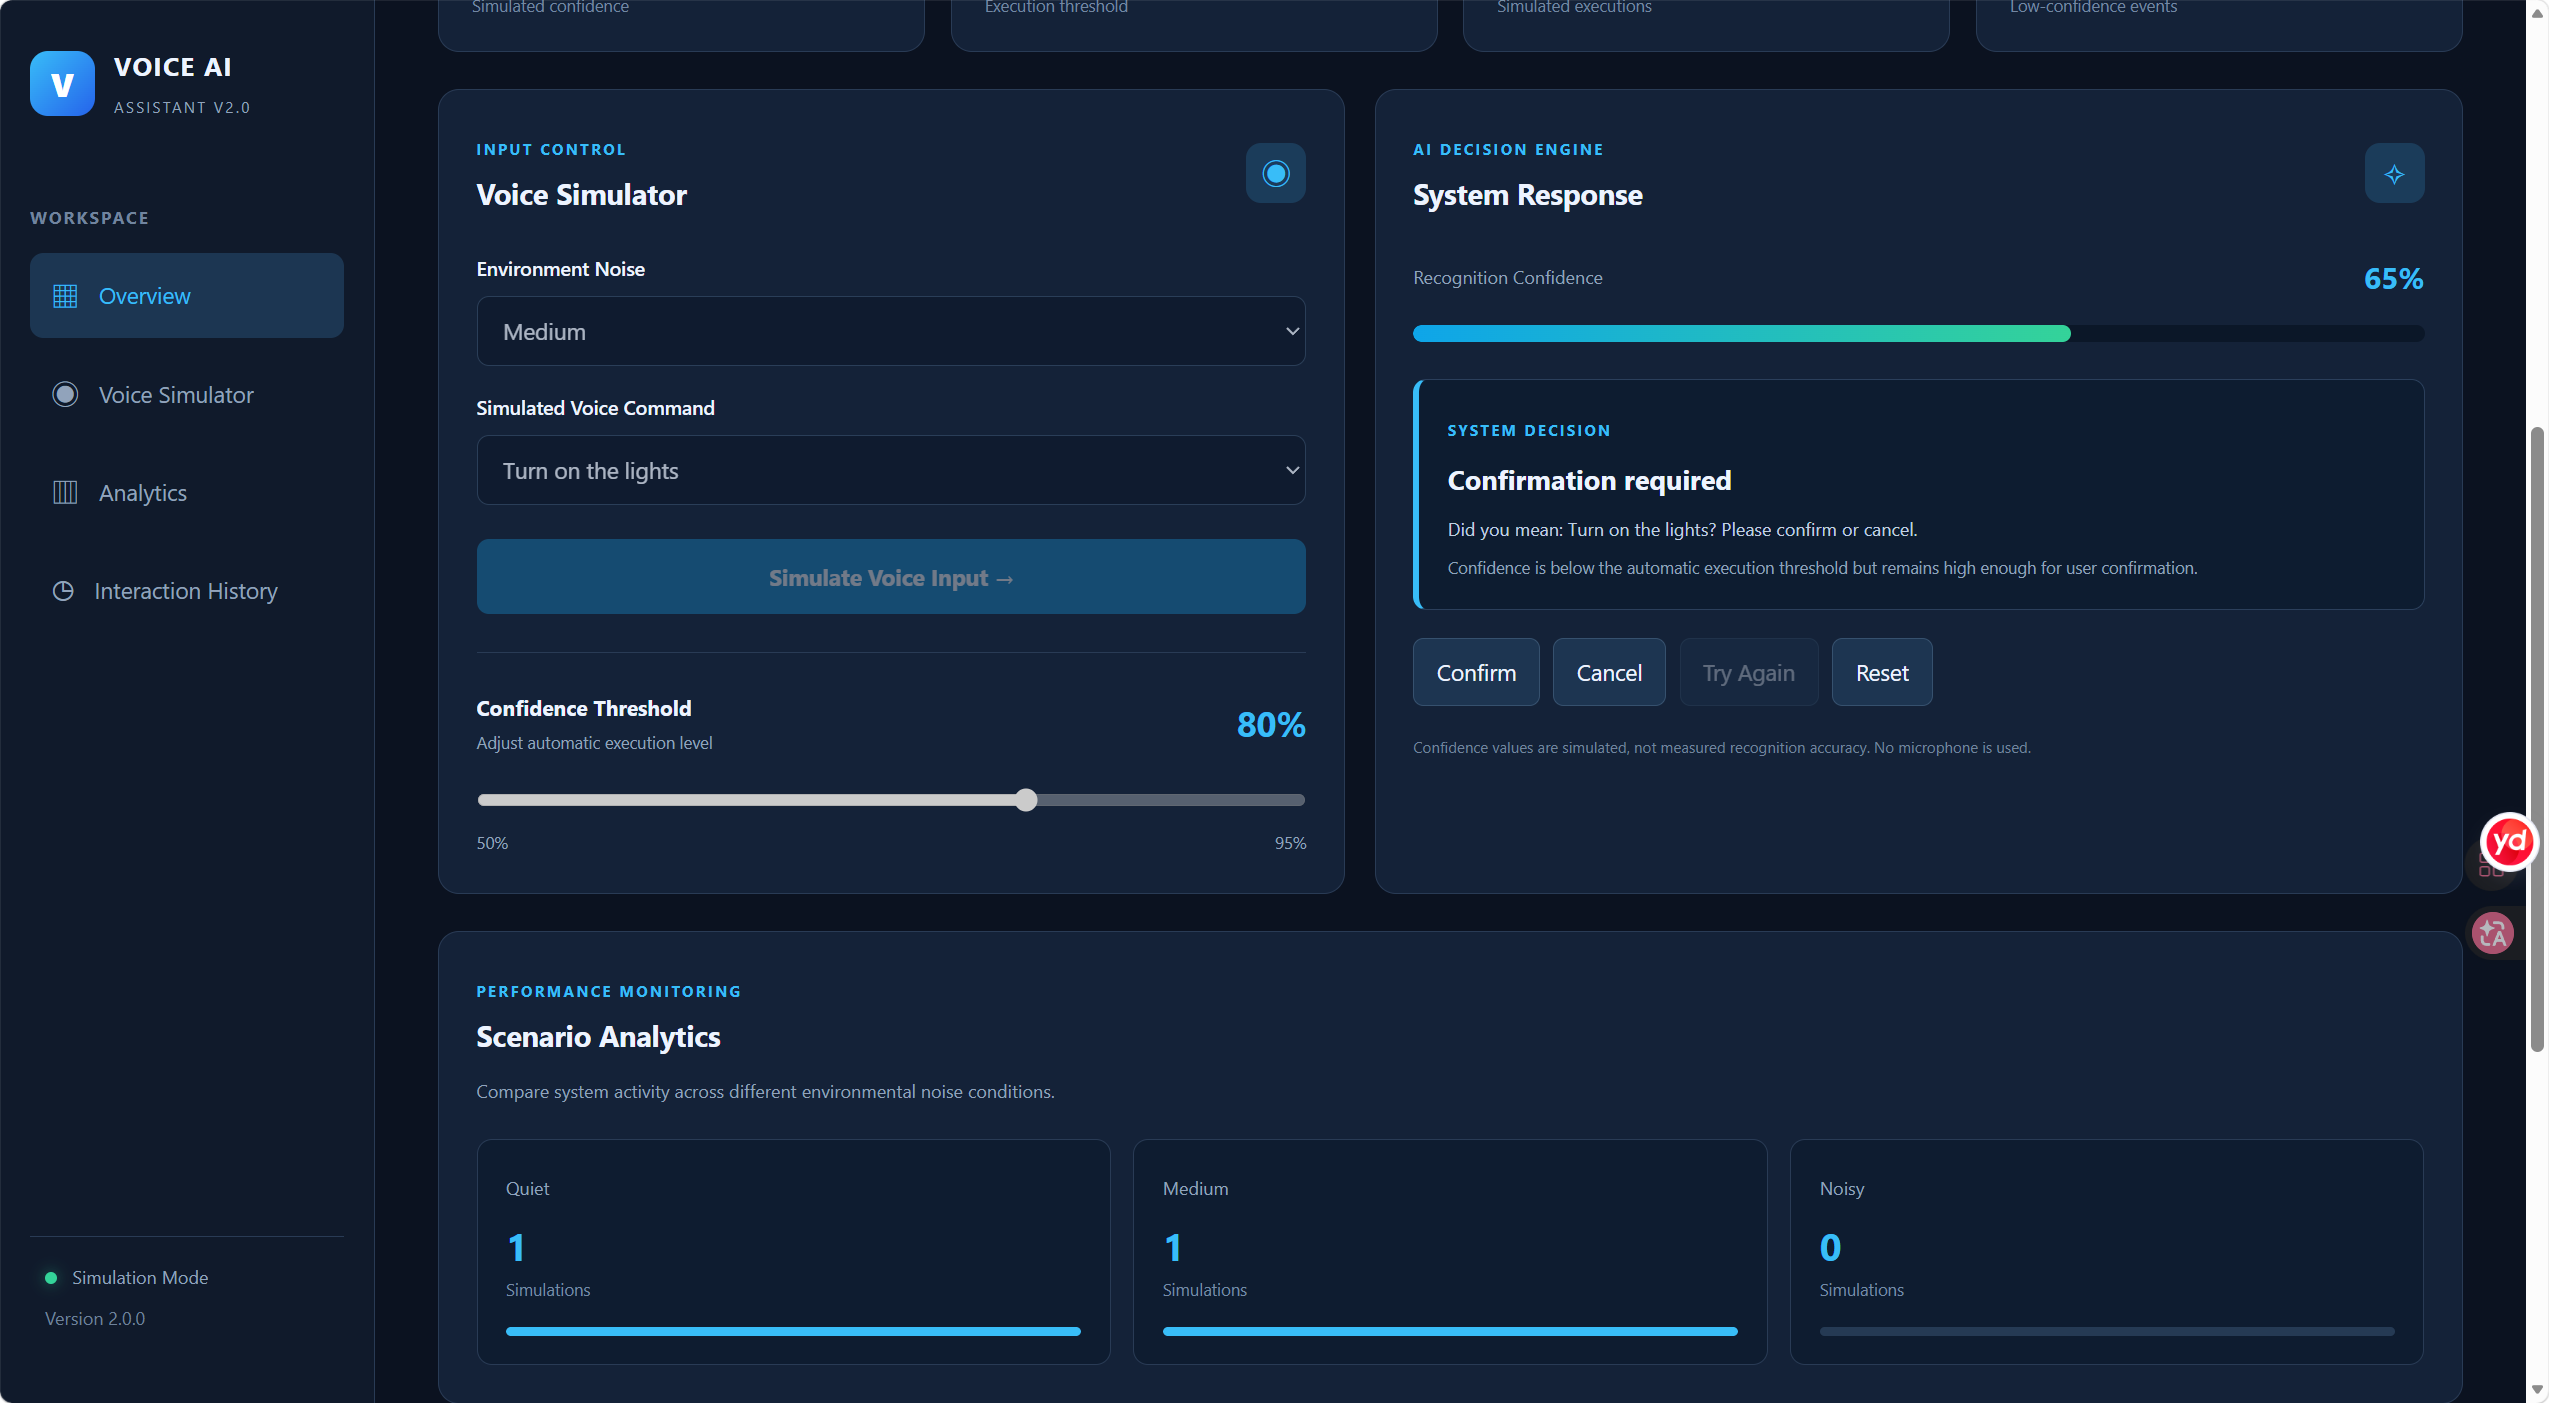 V
VOICE AI
ASSISTANT V2.0
WORKSPACE
Overview
Voice Simulator
Analytics
Interaction History
Simulation Mode
Version 2.0.0
Simulated confidence
Execution threshold
Simulated executions
Low-confidence events
INPUT CONTROL
Voice Simulator
Environment Noise
Medium
Simulated Voice Command
Turn on the lights
Simulate Voice Input →
Confidence Threshold
80%
Adjust automatic execution level
50%
95%
AI DECISION ENGINE
System Response
Recognition Confidence
65%
SYSTEM DECISION
Confirmation required
Did you mean: Turn on the lights? Please confirm or cancel.
Confidence is below the automatic execution threshold but remains high enough for user confirmation.
Confirm
Cancel
Try Again
Reset
Confidence values are simulated, not measured recognition accuracy. No microphone is used.
yd
A
PERFORMANCE MONITORING
Scenario Analytics
Compare system activity across different environmental noise conditions.
Quiet
1
Simulations
Medium
1
Simulations
Noisy
0
Simulations